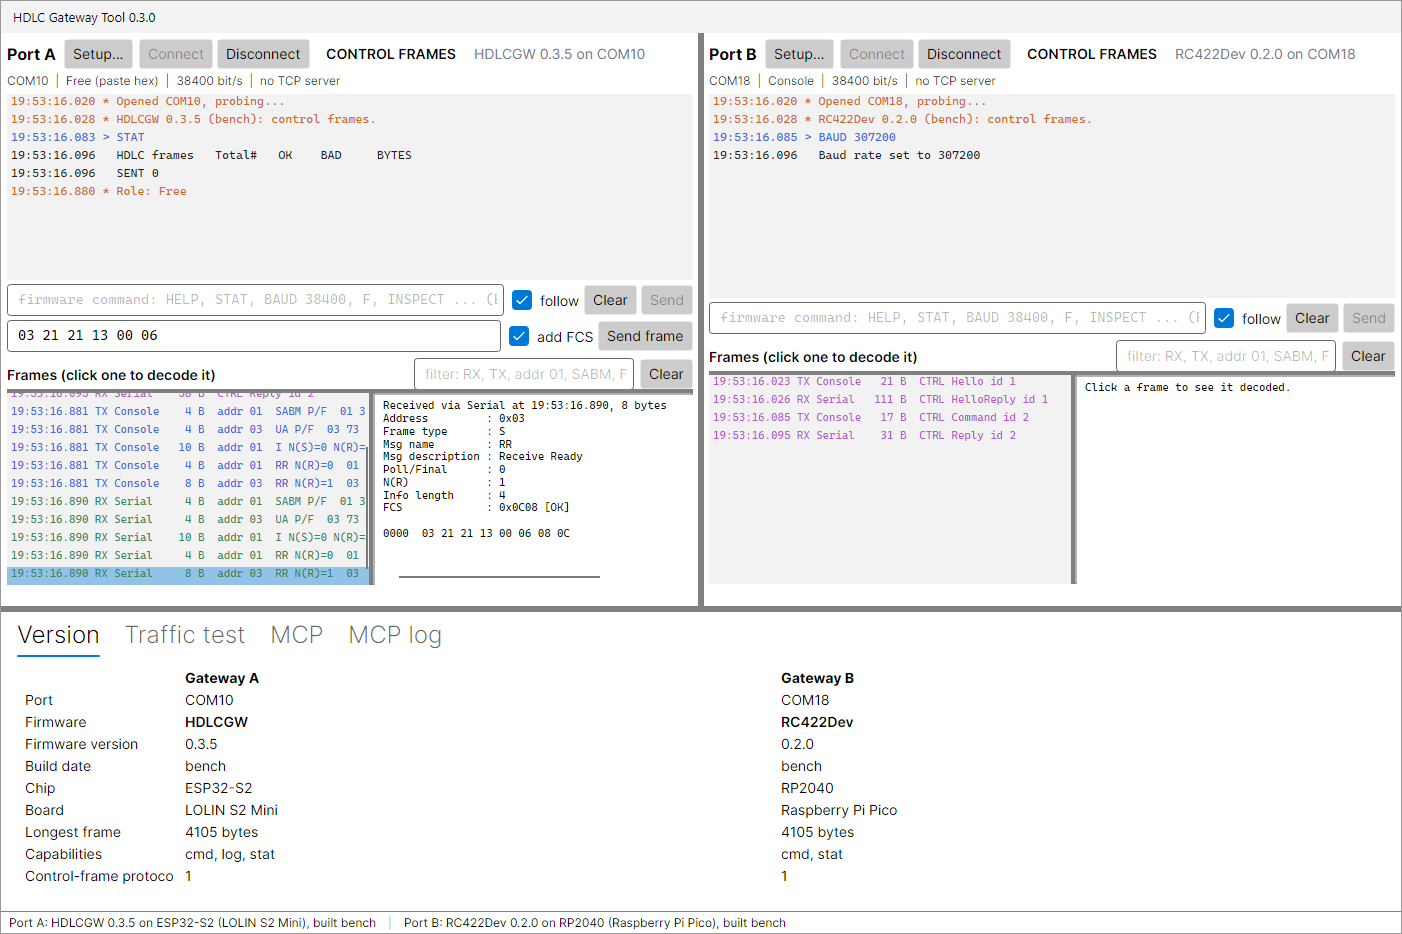 HDLC Gateway Tool 0.3.0
Port A Setup... Connect Disconnect CONTROL FRAMES HDLCGW 0.3.5 on COM10
COM10 | Free (paste hex) | 38400 bit/s | no TCP server
19:53:16.020 * Opened COM10, probing...
19:53:16.028 * HDLCGW 0.3.5 (bench): control frames.
19:53:16.083 > STAT
19:53:16.096 HDLC frames Total# OK BAD BYTES
19:53:16.096 SENT 0
19:53:16.880 * Role: Free
firmware command: HELP, STAT, BAUD 38400, F, INSPECT ... (E follow Clear Send
03 21 21 13 00 06 add FCS Send frame
Frames (click one to decode it) filter: RX, TX, addr 01, SABM, F Clear
19:53:16.095 RX Serial 38 B CTRL Reply id 2
19:53:16.881 TX Console 4 B addr 01 SABM P/F 01 3
19:53:16.881 TX Console 4 B addr 03 UA P/F 03 73
19:53:16.881 TX Console 10 B addr 01 I N(S)=0 N(R)=
19:53:16.881 TX Console 4 B addr 01 RR N(R)=0 01
19:53:16.881 TX Console 8 B addr 03 RR N(R)=1 03
19:53:16.890 RX Serial 4 B addr 01 SABM P/F 01 3
19:53:16.890 RX Serial 4 B addr 03 UA P/F 03 73
19:53:16.890 RX Serial 10 B addr 01 I N(S)=0 N(R)=
19:53:16.890 RX Serial 4 B addr 01 RR N(R)=0 01
19:53:16.890 RX Serial 8 B addr 03 RR N(R)=1 03
Received via Serial at 19:53:16.890, 8 bytes
Address : 0x03
Frame type : S
Msg name : RR
Msg description : Receive Ready
Poll/Final : 0
N(R) : 1
Info length : 4
FCS : 0x0C08 [OK]
0000 03 21 21 13 00 06 08 0C
Port B Setup... Connect Disconnect CONTROL FRAMES RC422Dev 0.2.0 on COM18
COM18 | Console | 38400 bit/s | no TCP server
19:53:16.020 * Opened COM18, probing...
19:53:16.028 * RC422Dev 0.2.0 (bench): control frames.
19:53:16.085 > BAUD 307200
19:53:16.096 Baud rate set to 307200
firmware command: HELP, STAT, BAUD 38400, F, INSPECT ... (E follow Clear Send
Frames (click one to decode it) filter: RX, TX, addr 01, SABM, F Clear
19:53:16.023 TX Console 21 B CTRL Hello id 1
19:53:16.026 RX Serial 111 B CTRL HelloReply id 1
19:53:16.085 TX Console 17 B CTRL Command id 2
19:53:16.095 RX Serial 31 B CTRL Reply id 2
Click a frame to see it decoded.
Version Traffic test MCP MCP log
Gateway A Gateway B
Port COM10 COM18
Firmware HDLCGW RC422Dev
Firmware version 0.3.5 0.2.0
Build date bench bench
Chip ESP32-S2 RP2040
Board LOLIN S2 Mini Raspberry Pi Pico
Longest frame 4105 bytes 4105 bytes
Capabilities cmd, log, stat cmd, stat
Control-frame protoco 1 1
Port A: HDLCGW 0.3.5 on ESP32-S2 (LOLIN S2 Mini), built bench | Port B: RC422Dev 0.2.0 on RP2040 (Raspberry Pi Pico), built bench